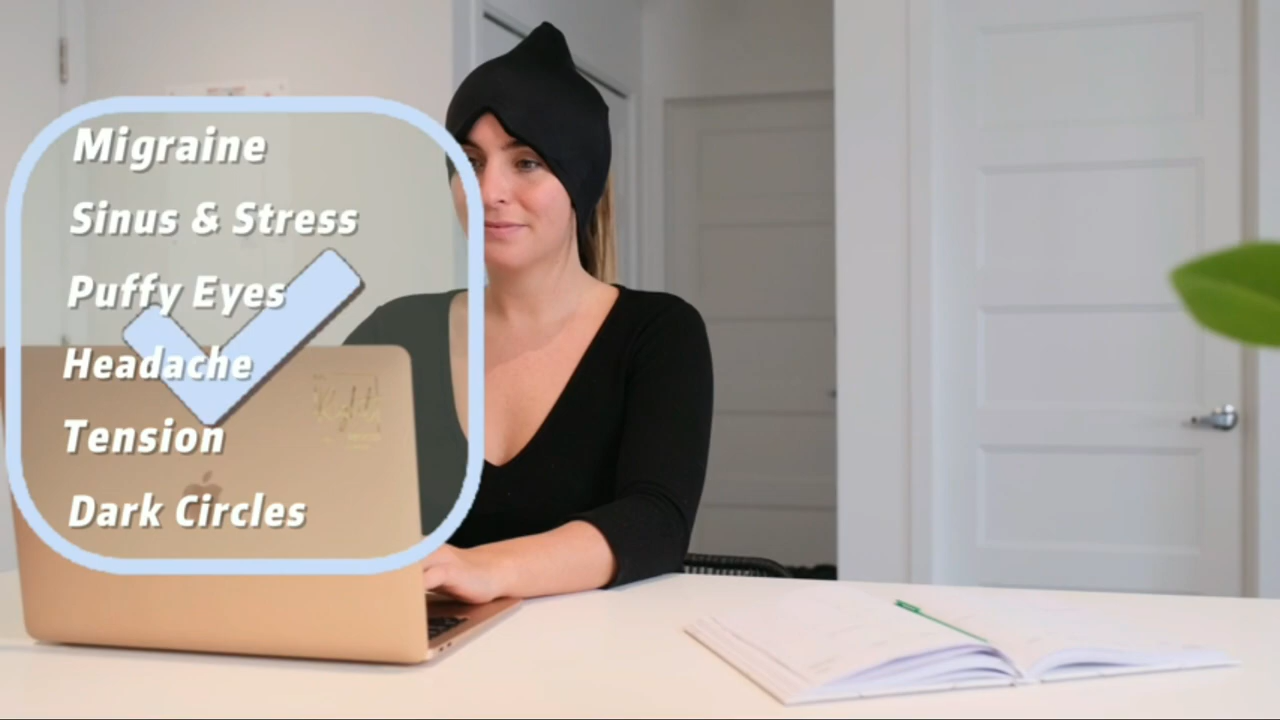 Migraine
Sinus & Stress
Puffy Eyes
Headache
Tension
Dark Circles